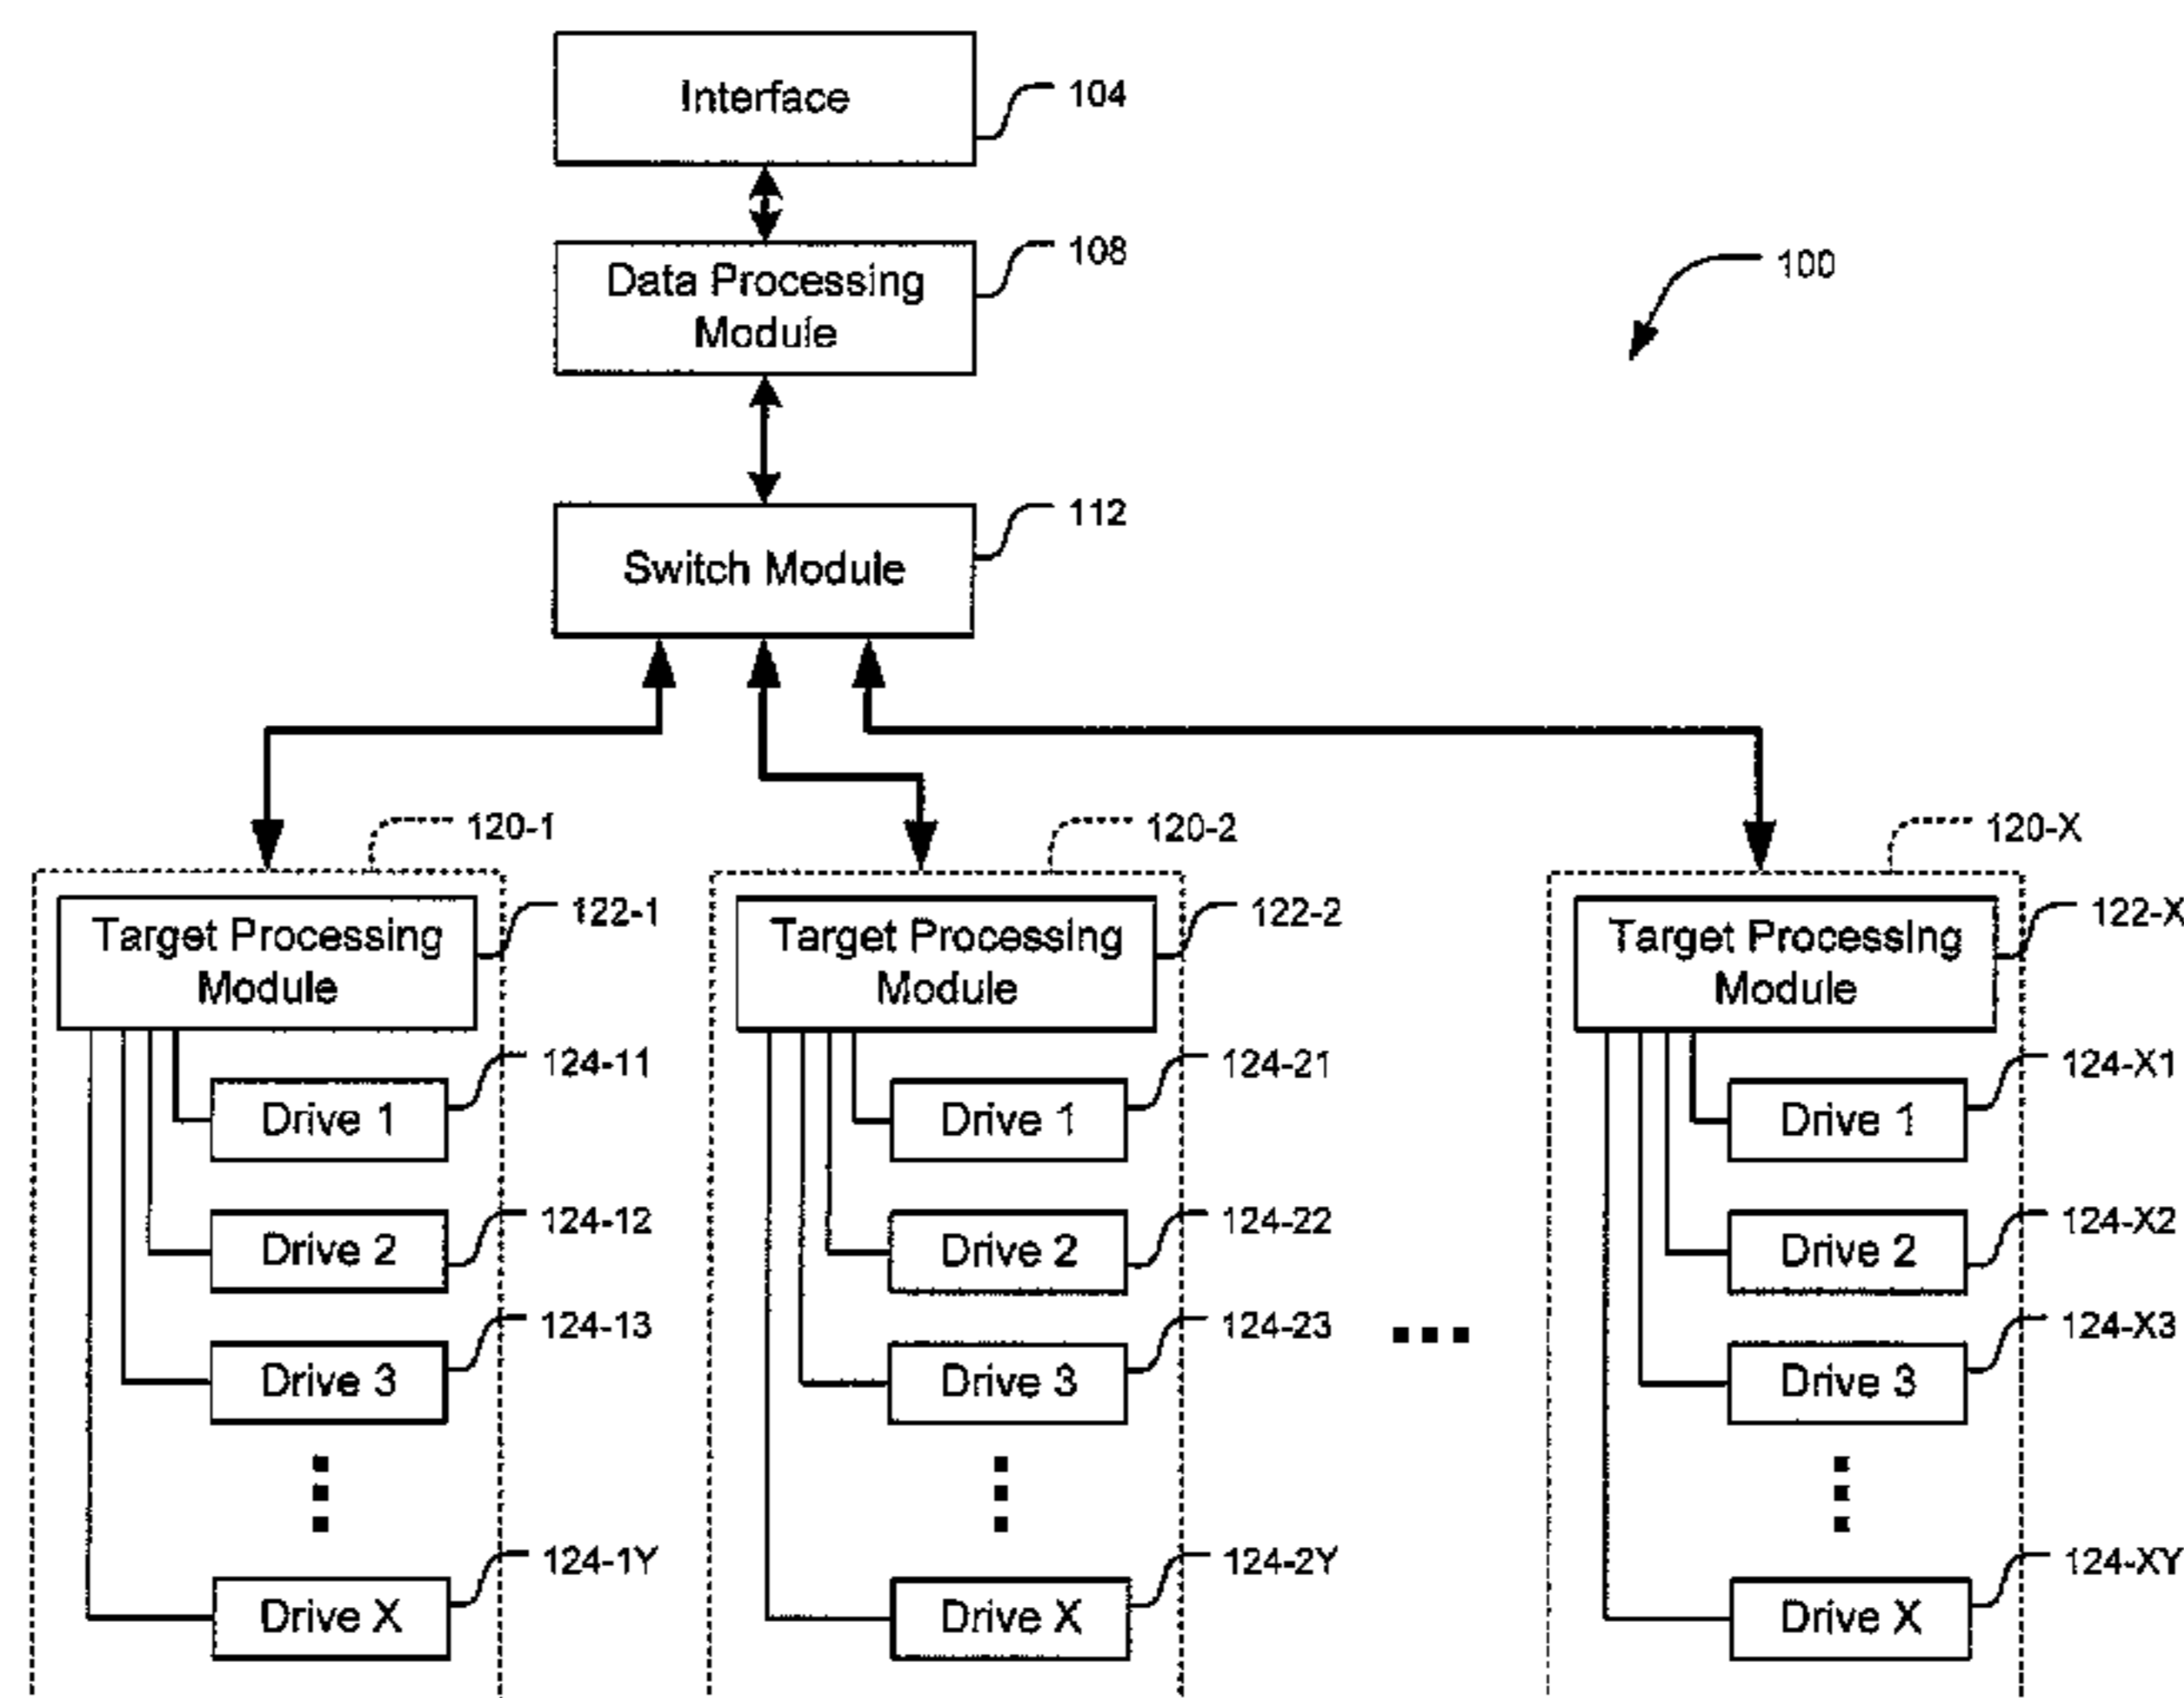 Interface
104
Data Processing
Module
108
100
Switch Module
112
120-1
120-2
120-X
Target Processing
Module
122-1
Target Processing
Module
122-2
Target Processing
Module
122-X
124-11
Drive 1
124-21
Drive 1
124-X1
Drive 1
124-12
Drive 2
124-22
Drive 2
124-X2
Drive 2
124-13
Drive 3
124-23
Drive 3
124-X3
Drive 3
124-1Y
Drive X
124-2Y
Drive X
124-XY
Drive X